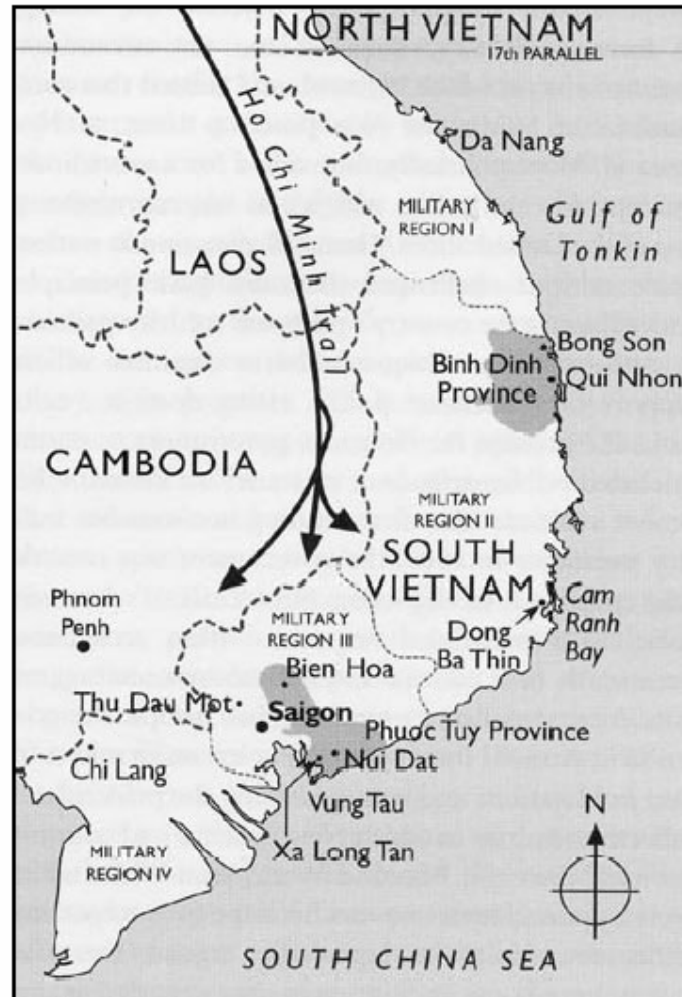 NORTH VIETNAM
17TH PARALLEL
Ho Chi Minh Trail
Da Nang
MILITARY
REGION I
Gulf of
Tonkin
LAOS
Bong Son
Binh Dinh
Province
Qui Nhon
CAMBODIA
MILITARY
REGION II
SOUTH
VIETNAM
Cam
Ranh
Bay
Phnom
Penh
MILITARY
REGION III
Dong
Ba Thin
Bien Hoa
Thu Dau Mot
Saigon
Phuoc Tuy Province
Chi Lang
Nui Dat
Vung Tau
Xa Long Tan
MILITARY
REGION IV
N
SOUTH CHINA SEA